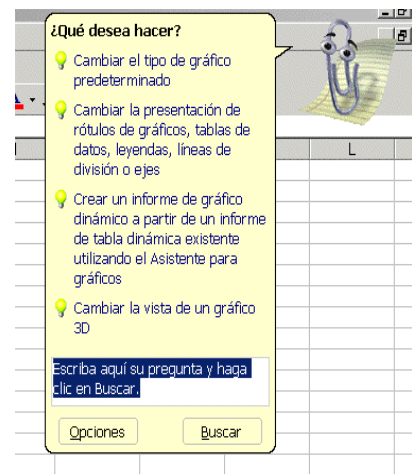 ¿Qué desea hacer?
Cambiar el tipo de gráfico
predeterminado
Cambiar la presentación de
rótulos de gráficos, tablas de
datos, leyendas, líneas de
división o ejes
Crear un informe de gráfico
dinámico a partir de un informe
de tabla dinámica existente
utilizando el Asistente para
gráficos
Cambiar la vista de un gráfico
3D
Escriba aquí su pregunta y haga
clic en Buscar.
Opciones Buscar
A
L